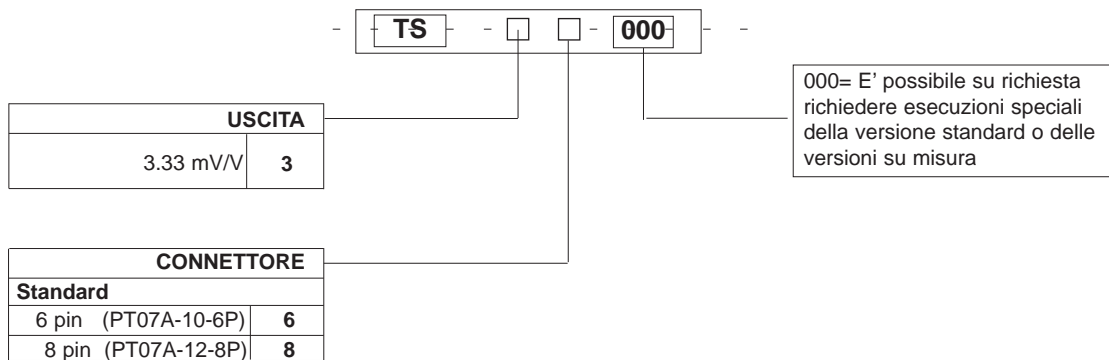 - - TS - - □ □ - 000 - -
000= E' possibile su richiesta
richiedere esecuzioni speciali
della versione standard o delle
versioni su misura
USCITA
3.33 mV/V 3
CONNETTORE
Standard
6 pin (PT07A-10-6P) 6
8 pin (PT07A-12-8P) 8